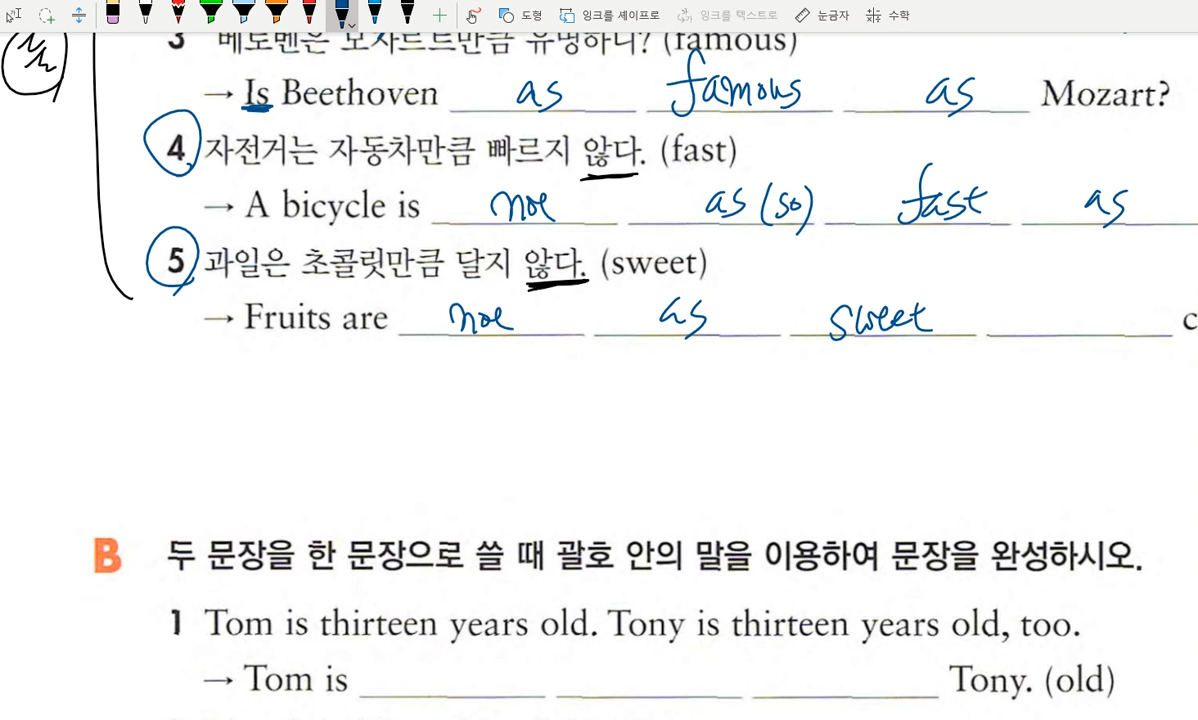 도형 잉크를 셰이프로 잉크를 텍스트로 눈금자 수학
3 베토벤은 모차르트만큼 유명하니? (famous)
→ Is Beethoven as famous as Mozart?
4 자전거는 자동차만큼 빠르지 않다. (fast)
→ A bicycle is not as (so) fast as
5 과일은 초콜릿만큼 달지 않다. (sweet)
→ Fruits are not as sweet ____ c
B 두 문장을 한 문장으로 쓸 때 괄호 안의 말을 이용하여 문장을 완성하시오.
1 Tom is thirteen years old. Tony is thirteen years old, too.
→ Tom is ____ ____ ____ Tony. (old)